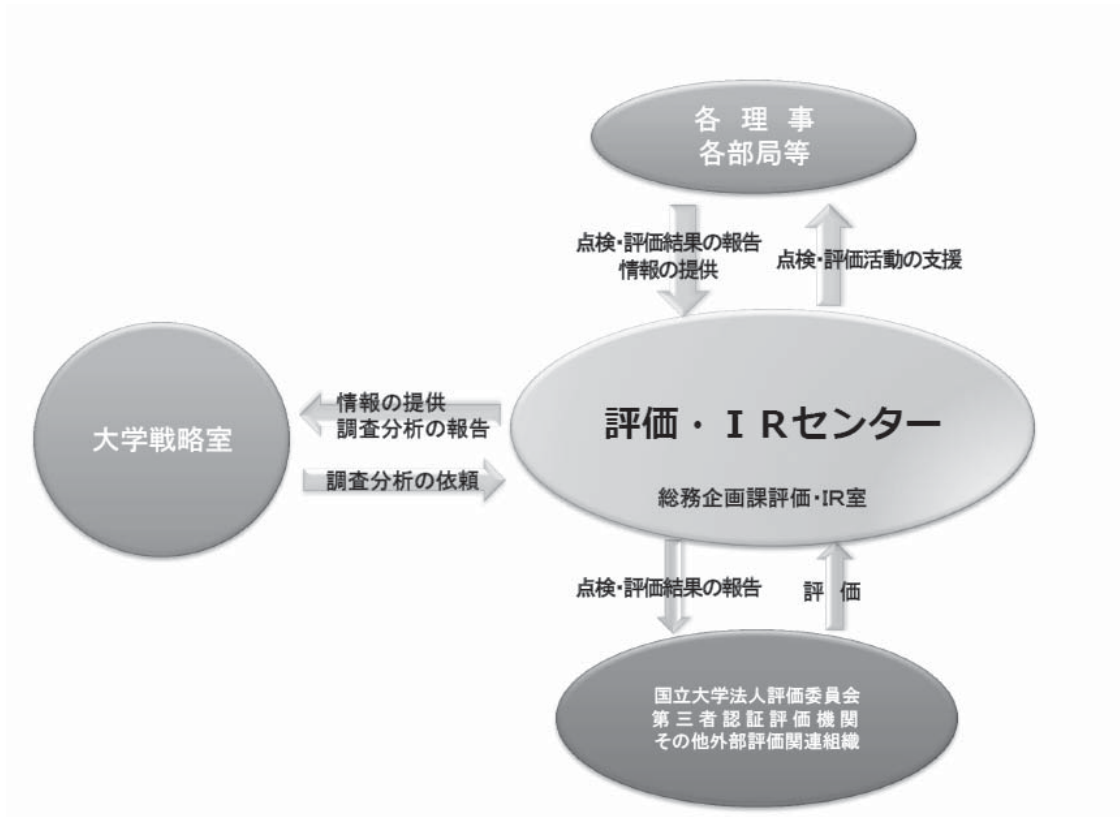 各 理 事
各部局等
点検・評価結果の報告
情報の提供
点検・評価活動の支援
大学戦略室
情報の提供
調査分析の報告
調査分析の依頼
評価・ＩＲセンター
総務企画課評価・IR室
点検・評価結果の報告
評 価
国立大学法人評価委員会
第三者認証評価機関
その他外部評価関連組織